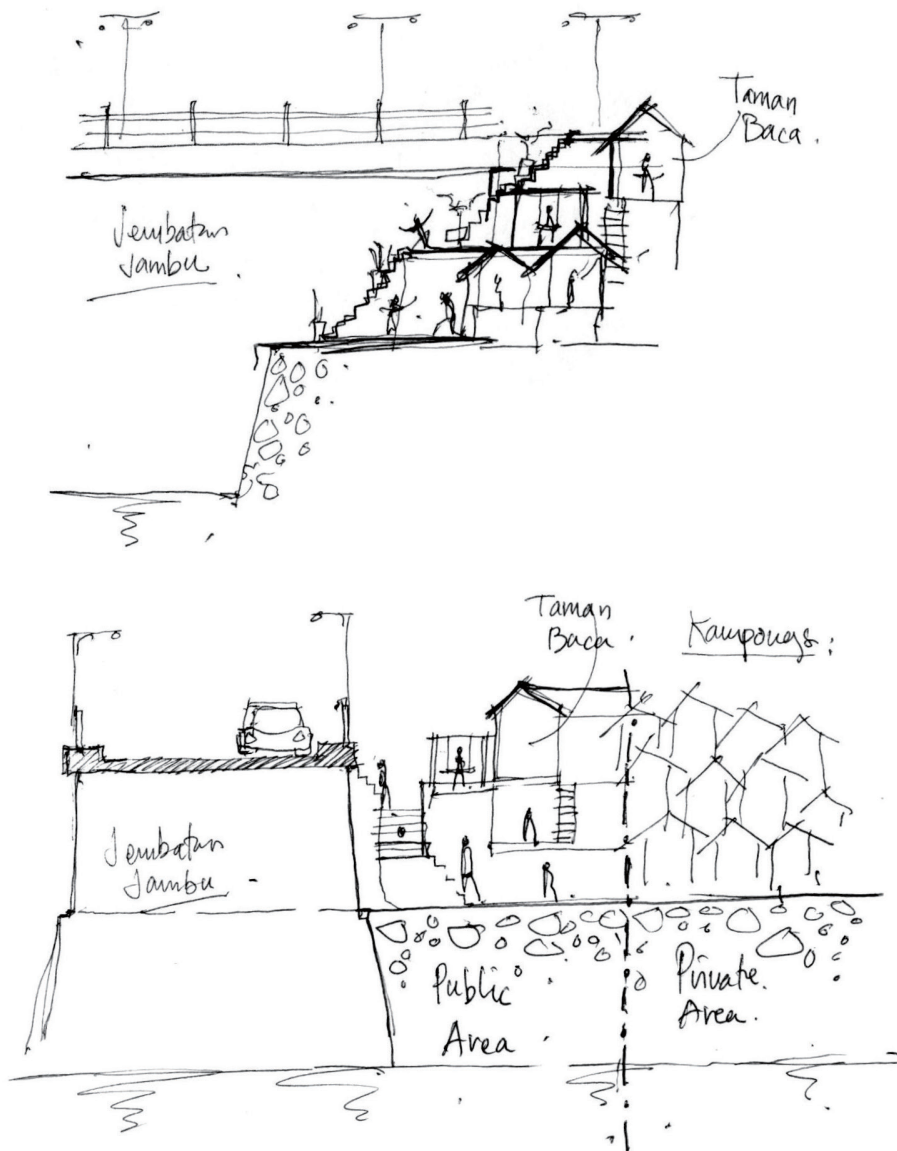 Taman
Baca.
Jembatan
Jambu
Taman
Baca.
Kampongs:
Jembatan
Jambu
Public
Area
Private.
Area.